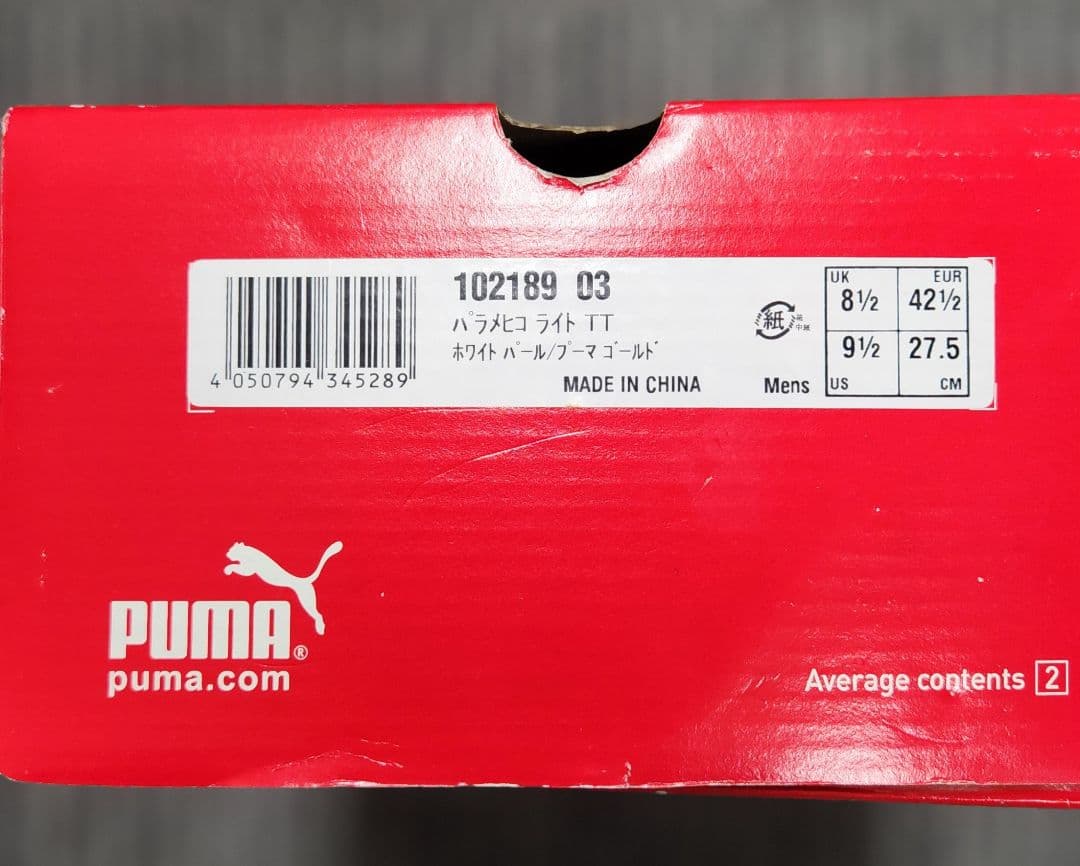 102189 03
パラメヒコ ライト TT
ホワイト パール/プーマ ゴールド
4 050794 345289
MADE IN CHINA
紙
Mens
UK 8½
EUR 42½
9½ US
27.5 CM
PUMA®
puma.com
Average contents 2